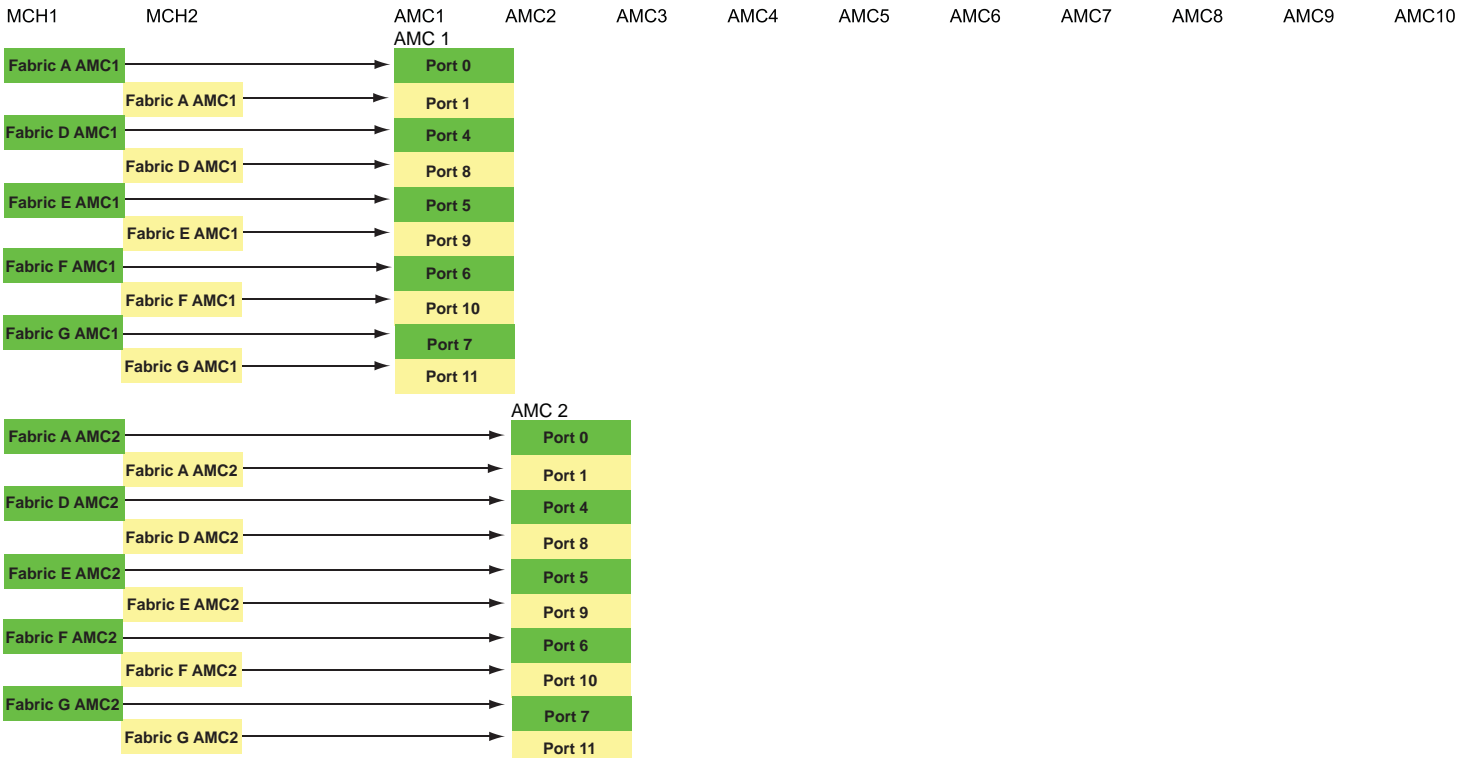 MCH1 MCH2 AMC1 AMC2 AMC3 AMC4 AMC5 AMC6 AMC7 AMC8 AMC9 AMC10
AMC 1
Fabric A AMC1 Port 0
Fabric A AMC1 Port 1
Fabric D AMC1 Port 4
Fabric D AMC1 Port 8
Fabric E AMC1 Port 5
Fabric E AMC1 Port 9
Fabric F AMC1 Port 6
Fabric F AMC1 Port 10
Fabric G AMC1 Port 7
Fabric G AMC1 Port 11
AMC 2
Fabric A AMC2 Port 0
Fabric A AMC2 Port 1
Fabric D AMC2 Port 4
Fabric D AMC2 Port 8
Fabric E AMC2 Port 5
Fabric E AMC2 Port 9
Fabric F AMC2 Port 6
Fabric F AMC2 Port 10
Fabric G AMC2 Port 7
Fabric G AMC2 Port 11